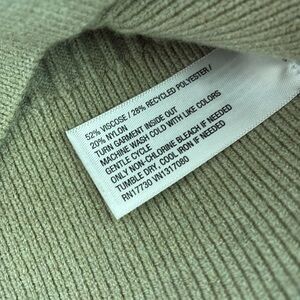 52% VISCOSE / 28% RECYCLED POLYESTER /
20% NYLON
TURN GARMENT INSIDE OUT
MACHINE WASH COLD WITH LIKE COLORS
GENTLE CYCLE
ONLY NON-CHLORINE BLEACH IF NEEDED
TUMBLE DRY, COOL IRON IF NEEDED
RN17730 VN1317080